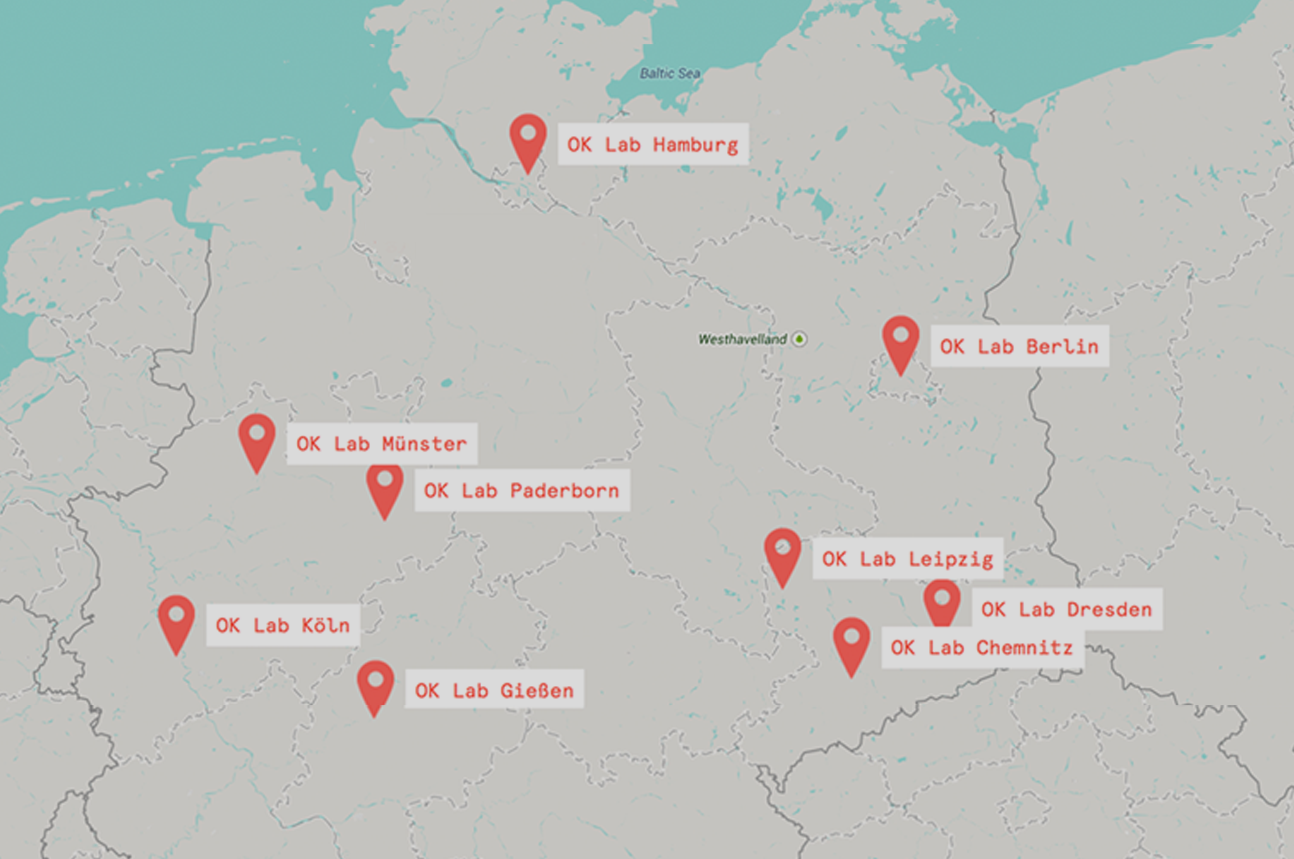 Baltic Sea
OK Lab Hamburg
Westhavelland
OK Lab Berlin
OK Lab Münster
OK Lab Paderborn
OK Lab Leipzig
OK Lab Dresden
OK Lab Köln
OK Lab Chemnitz
OK Lab Gießen